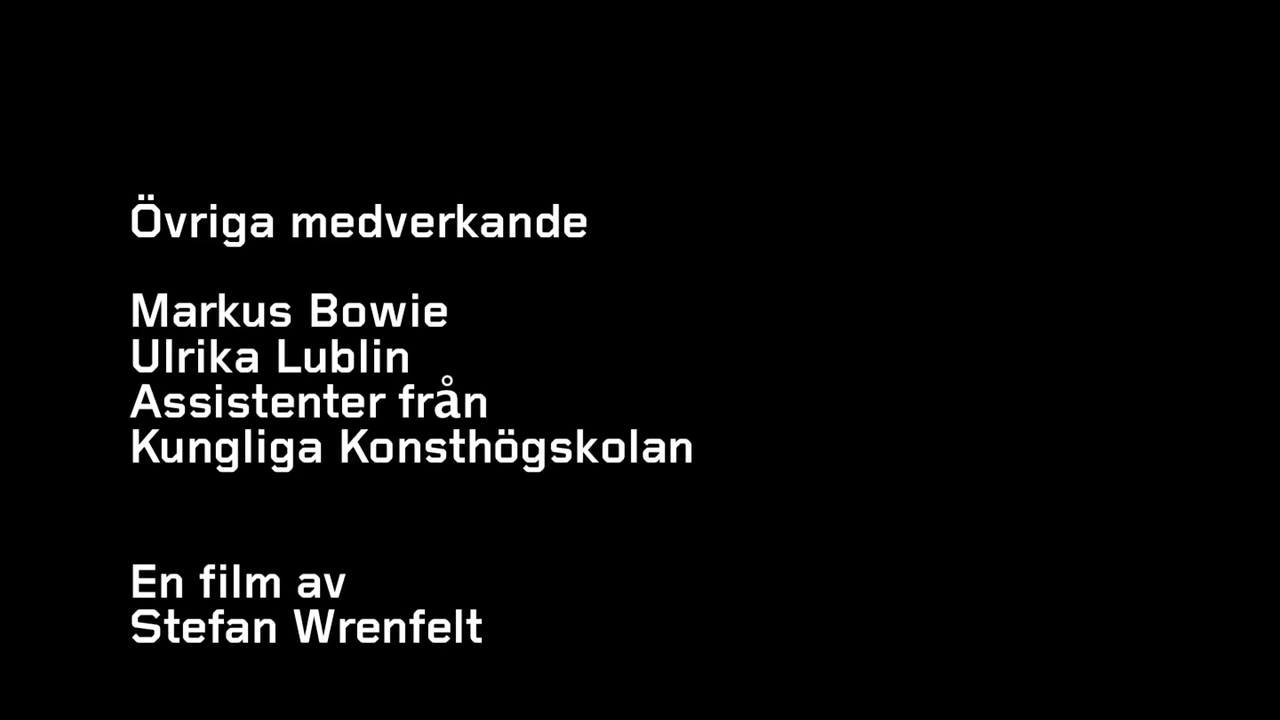 Övriga medverkande
Markus Bowie
Ulrika Lublin
Assistenter från
Kungliga Konsthögskolan
En film av
Stefan Wrenfelt